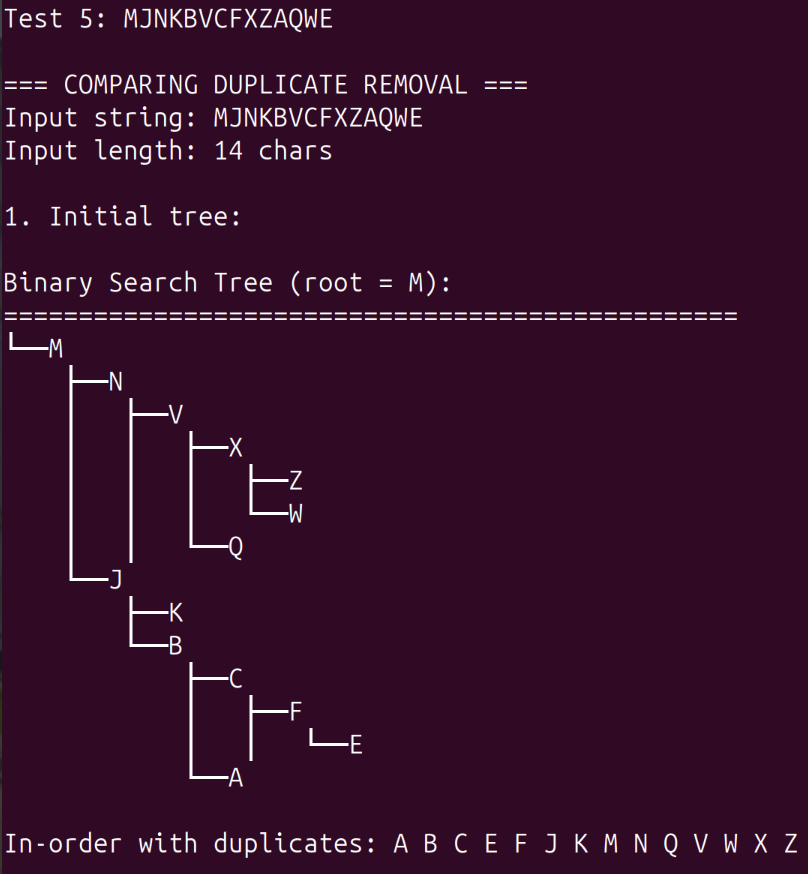 Test 5: MJNKBVCFXZAQWE
=== COMPARING DUPLICATE REMOVAL ===
Input string: MJNKBVCFXZAQWE
Input length: 14 chars
1. Initial tree:
Binary Search Tree (root = M):
=================================================
└──M
    ├──N
    │   ├──V
    │   │   ├──X
    │   │   │   ├──Z
    │   │   │   └──W
    │   │   └──Q
    └──J
        ├──K
        └──B
            ├──C
            │   ├──F
            │   │   └──E
            └──A
In-order with duplicates: A B C E F J K M N Q V W X Z